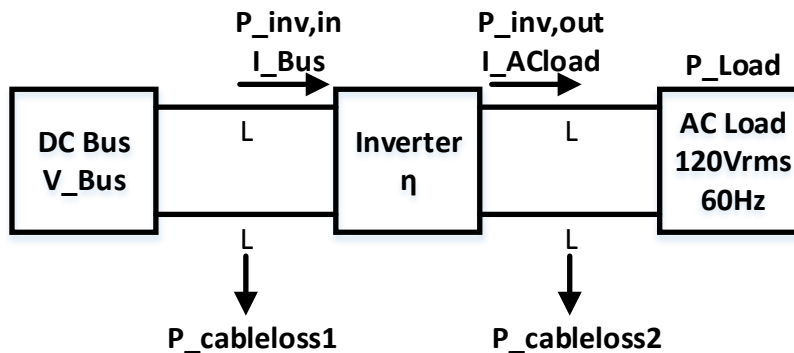 P_inv,in
I_Bus
P_inv,out
I_ACload
P_Load
DC Bus
V_Bus
L
L
Inverter
η
L
L
AC Load
120Vrms
60Hz
P_cableloss1
P_cableloss2